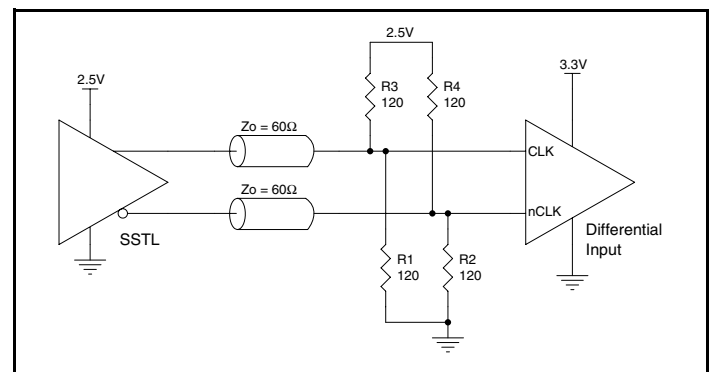 2.5V
2.5V
3.3V
R3
120
R4
120
Zo = 60Ω
CLK
Zo = 60Ω
nCLK
SSTL
Differential
Input
R1
120
R2
120